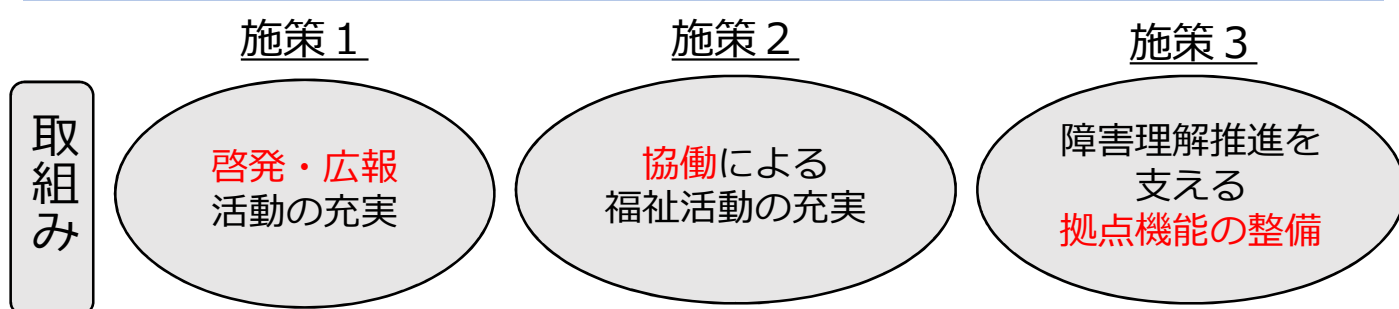 施策１
施策２
施策３
取組み
啓発・広報
活動の充実
協働による
福祉活動の充実
障害理解推進を
支える
拠点機能の整備